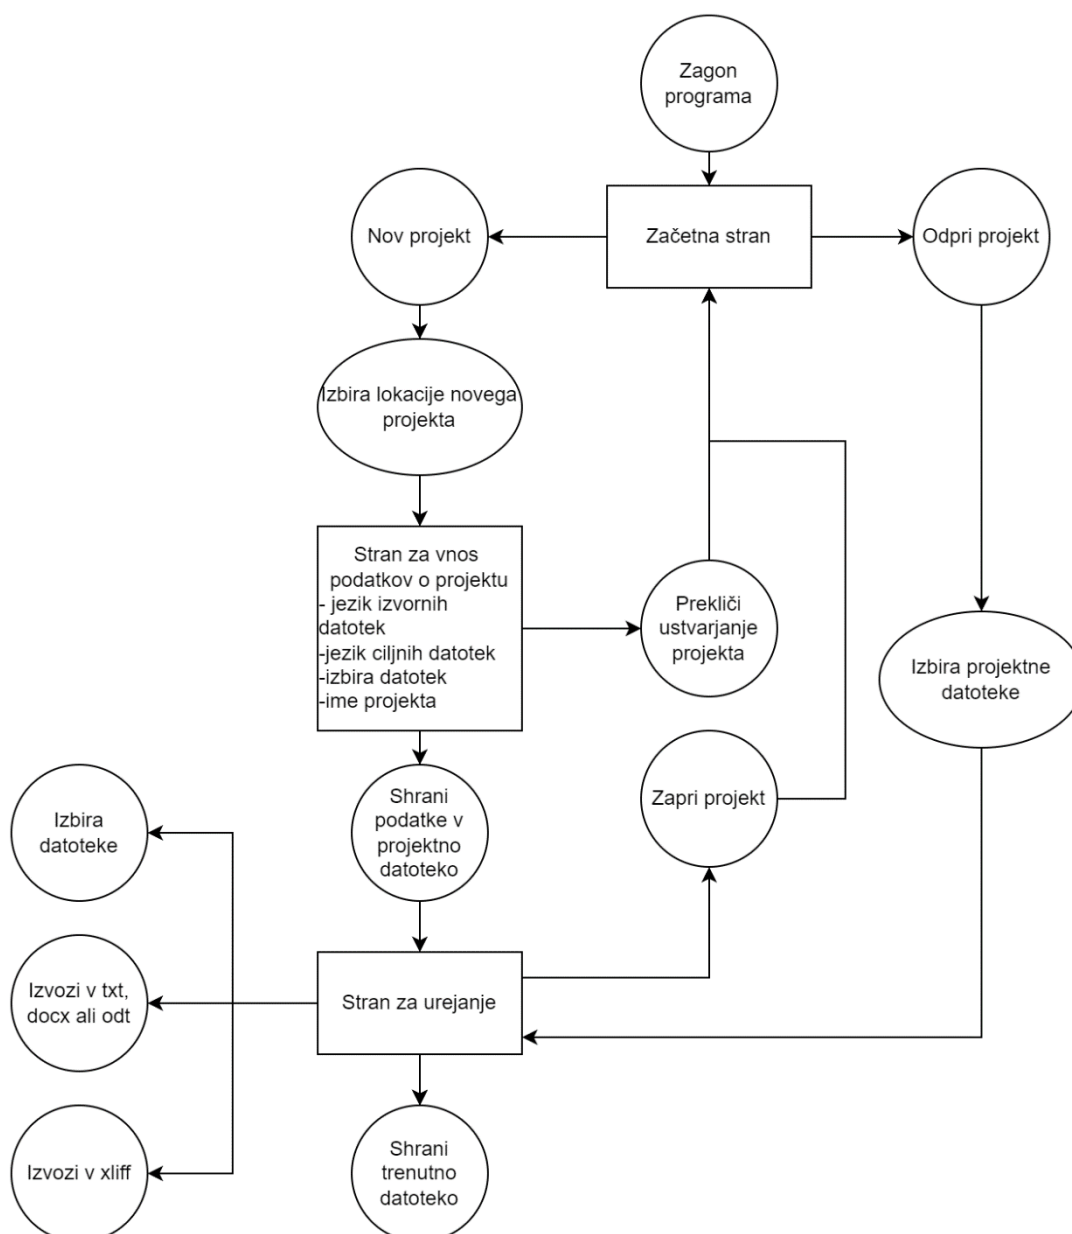 Zagon
programa
Nov projekt
Začetna stran
Odpri projekt
Izbira lokacije novega
projekta
Stran za vnos
podatkov o projektu
- jezik izvornih
datotek
-jezik ciljnih datotek
-izbira datotek
-ime projekta
Prekliči
ustvarjanje
projekta
Izbira projektne
datoteke
Shrani
podatke v
projektno
datoteko
Zapri projekt
Izbira
datoteke
Izvozi v txt,
docx ali odt
Stran za urejanje
Izvozi v xliff
Shrani
trenutno
datoteko